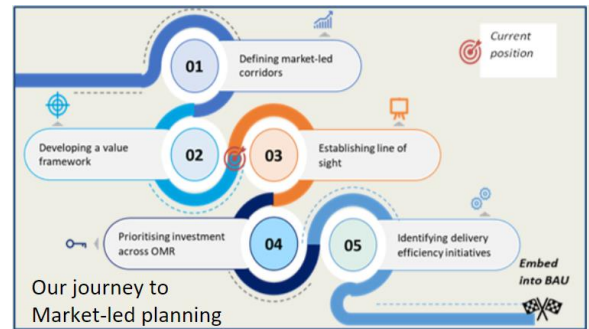 Current
position
01
Defining market-led
corridors
Developing a value
framework
02
03
Establishing line of
sight
Prioritising investment
across OMR
04
05
Identifying delivery
efficiency initiatives
Embed
into BAU
Our journey to
Market-led planning